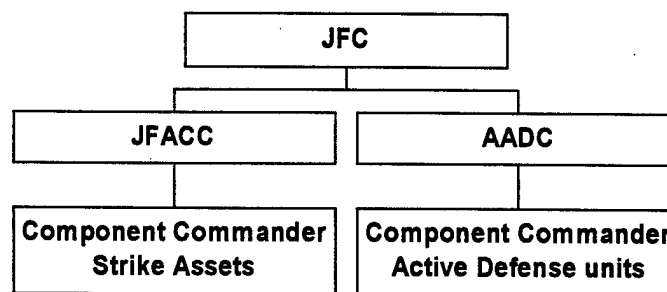 JFC
JFACC
AADC
Component Commander
Strike Assets
Component Commander
Active Defense units